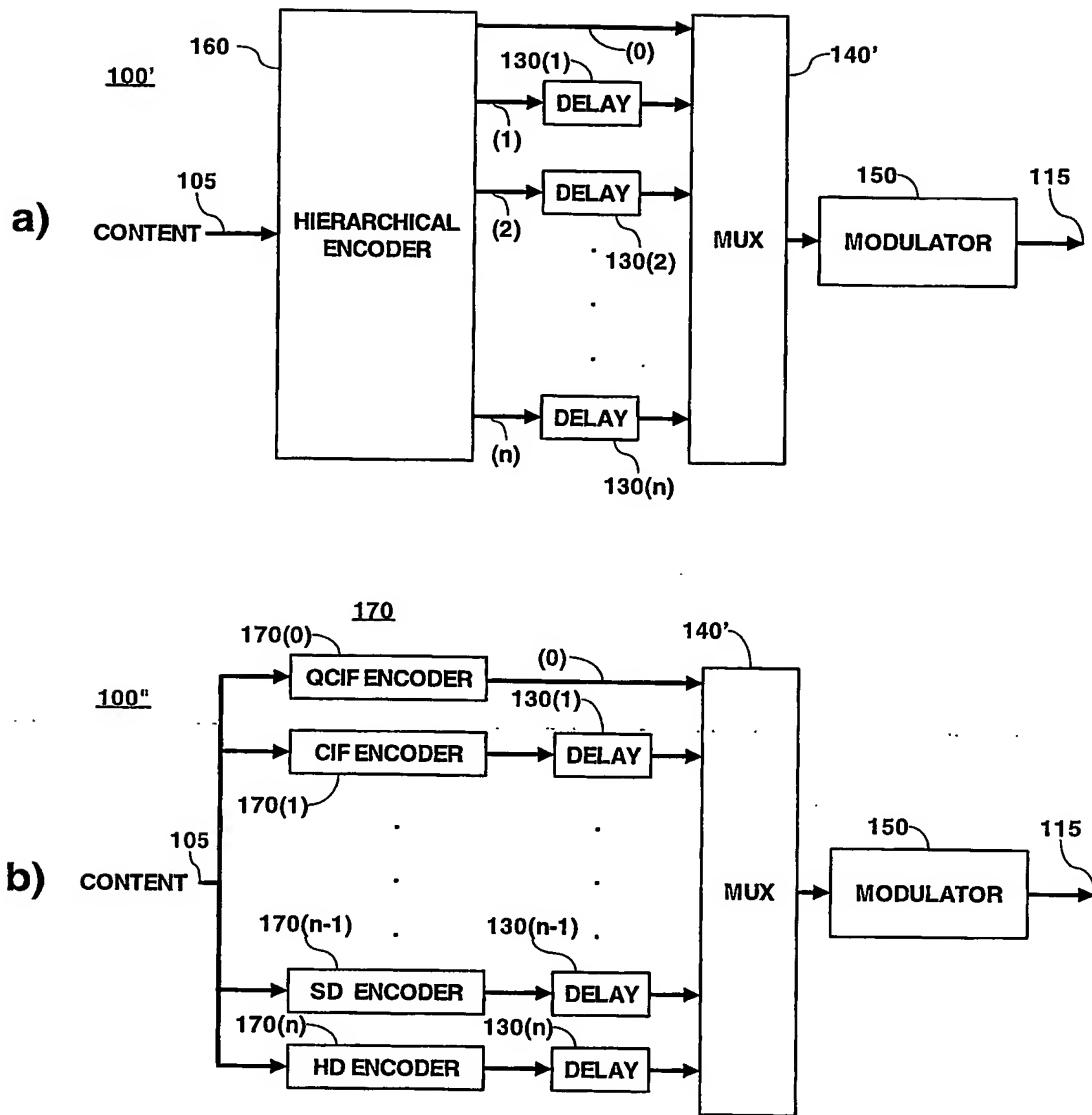 160
100'
a)
105
CONTENT
HIERARCHICAL
ENCODER
(0)
130(1)
DELAY
(1)
DELAY
(2)
130(2)
DELAY
(n)
130(n)
140'
MUX
150
MODULATOR
115
170
100"
b)
105
CONTENT
170(0)
QCIF ENCODER
(0)
130(1)
CIF ENCODER
DELAY
170(1)
170(n-1)
130(n-1)
SD ENCODER
DELAY
170(n)
130(n)
HD ENCODER
DELAY
140'
MUX
150
MODULATOR
115